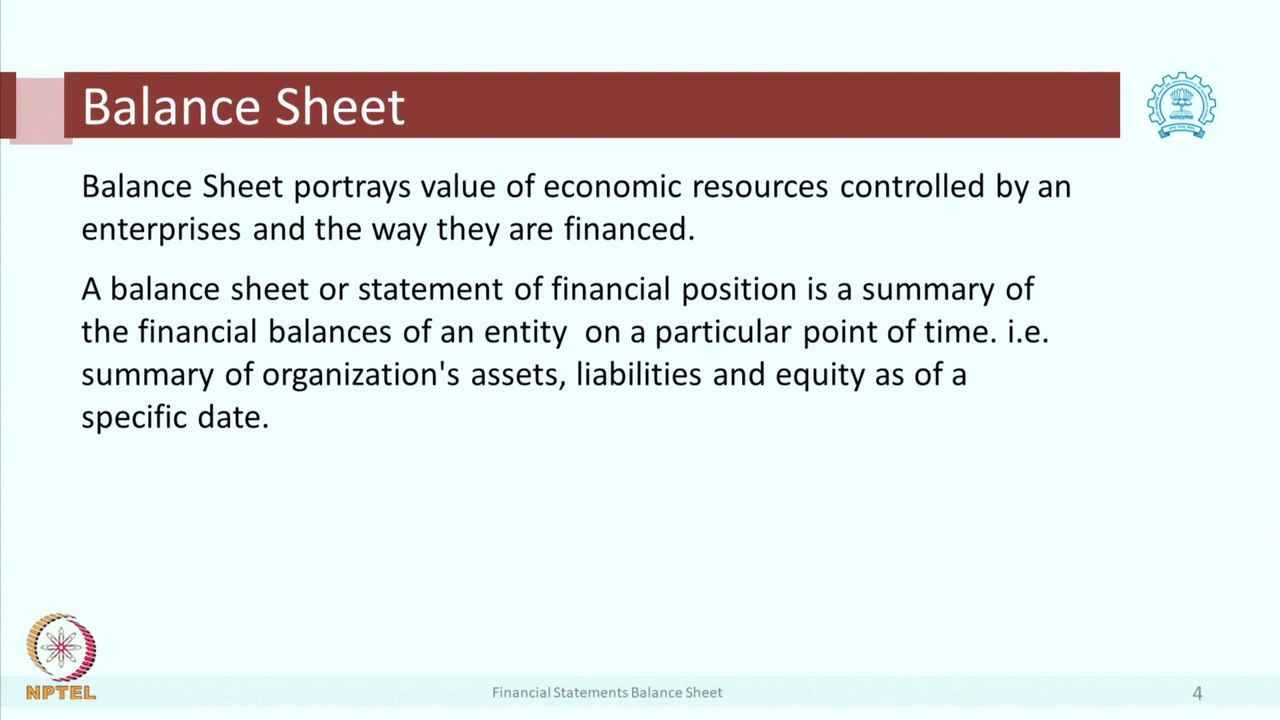 Balance Sheet
Balance Sheet portrays value of economic resources controlled by an
enterprises and the way they are financed.
A balance sheet or statement of financial position is a summary of
the financial balances of an entity  on a particular point of time. i.e.
summary of organization's assets, liabilities and equity as of a
specific date.
NPTEL
Financial Statements Balance Sheet
4